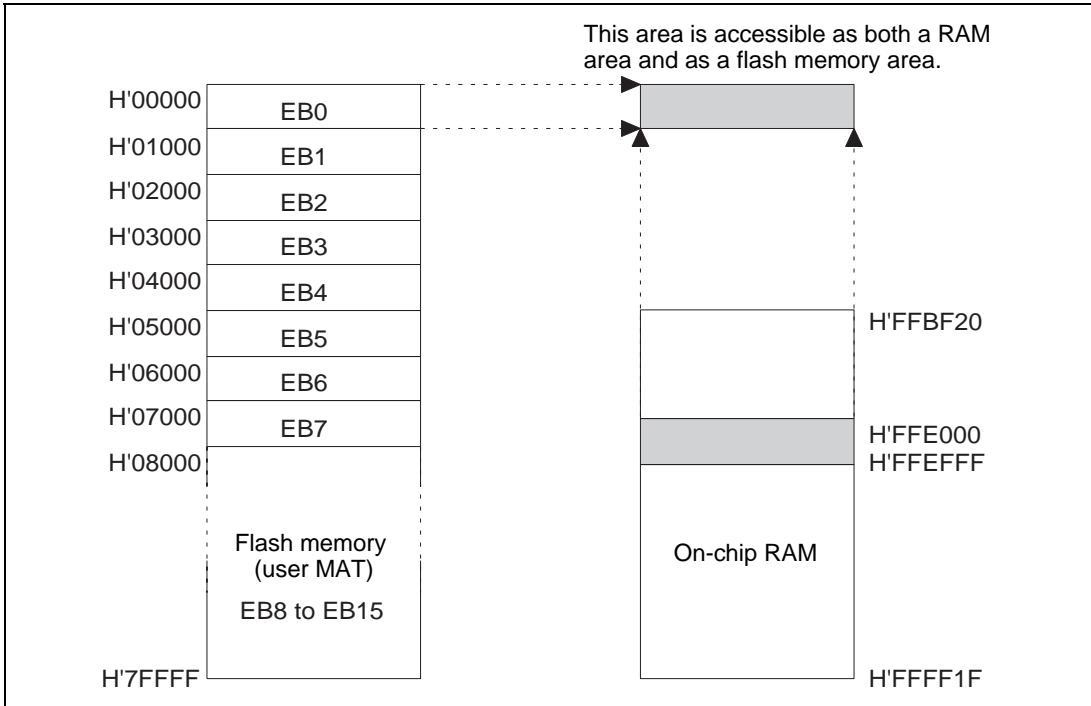 This area is accessible as both a RAM
area and as a flash memory area.
H'00000
EB0
H'01000
EB1
H'02000
EB2
H'03000
EB3
H'04000
EB4
H'05000
EB5
H'06000
EB6
H'07000
EB7
H'08000
Flash memory
(user MAT)
EB8 to EB15
H'7FFFF
H'FFBF20
H'FFE000
H'FFEFFF
On-chip RAM
H'FFFF1F